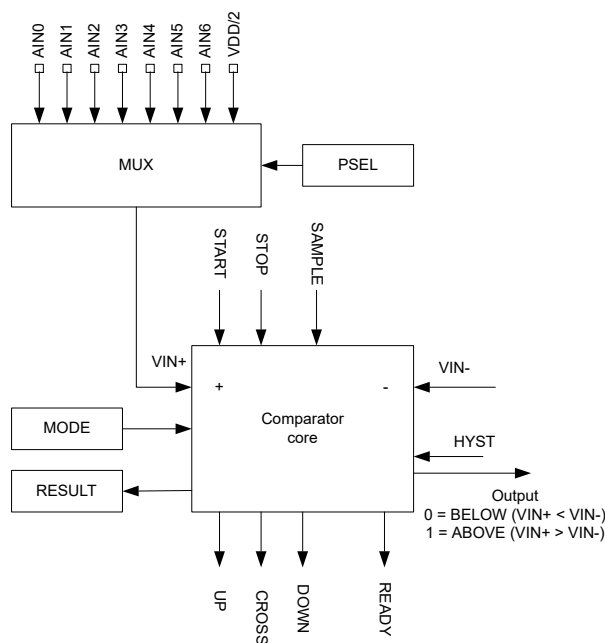 AIN0
AIN1
AIN2
AIN3
AIN4
AIN5
AIN6
VDD/2
MUX
PSEL
START
STOP
SAMPLE
VIN+
VIN-
+
-
MODE
Comparator
core
HYST
RESULT
Output
0 = BELOW (VIN+ < VIN-)
1 = ABOVE (VIN+ > VIN-)
UP
CROSS
DOWN
READY